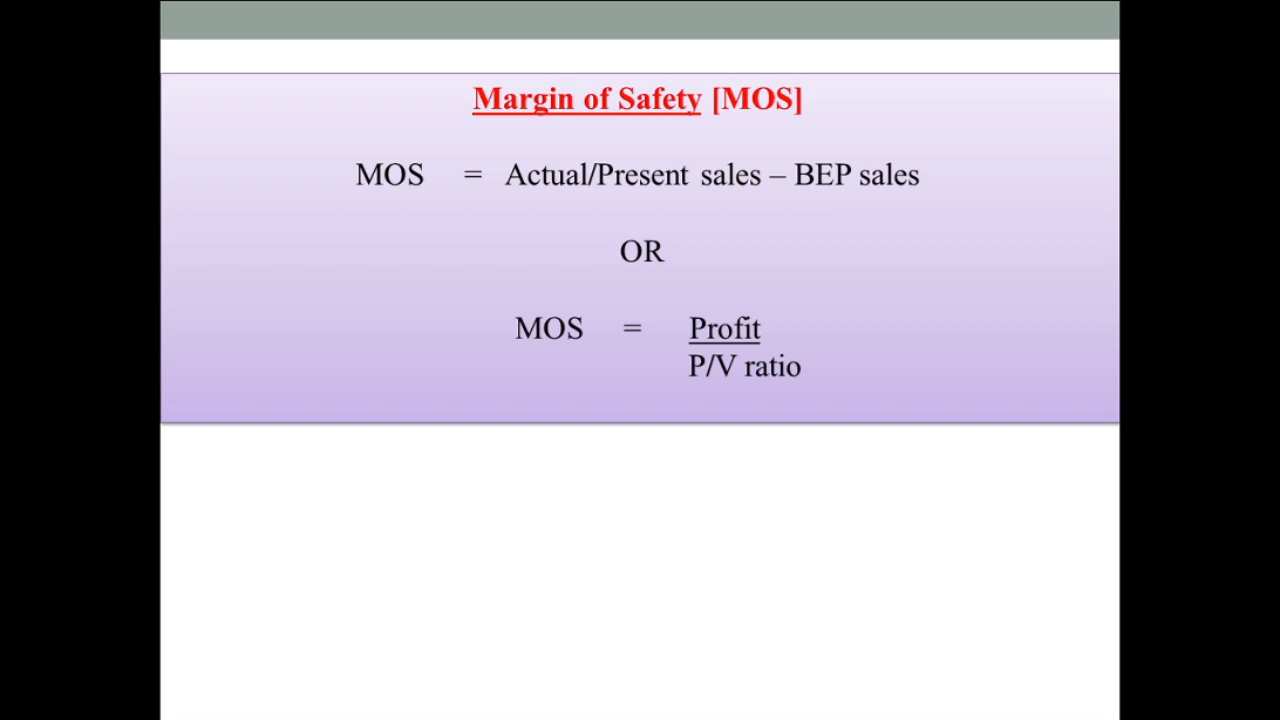 Margin of Safety [MOS]
MOS = Actual/Present sales – BEP sales
OR
MOS = Profit
P/V ratio